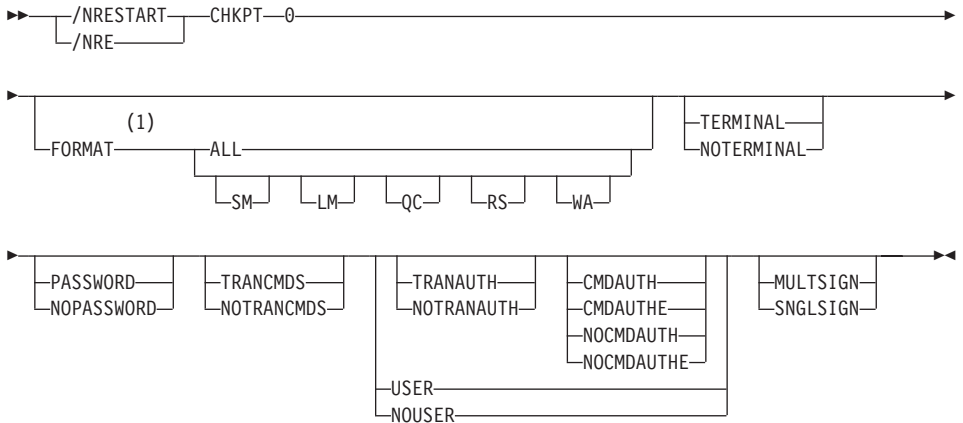 /NRESTART CHKPT 0
/NRE
(1) TERMINAL
FORMAT ALL NOTERMINAL
SM LM QC RS WA
PASSWORD TRANCMDS TRANAUTH CMDAUTH MULTSIGN
NOPASSWORD NOTRANCMDS NOTRANAUTH CMDAUTHE SNGLSIGN
NOCMDAUTH
NOCMDAUTHE
USER
NOUSER